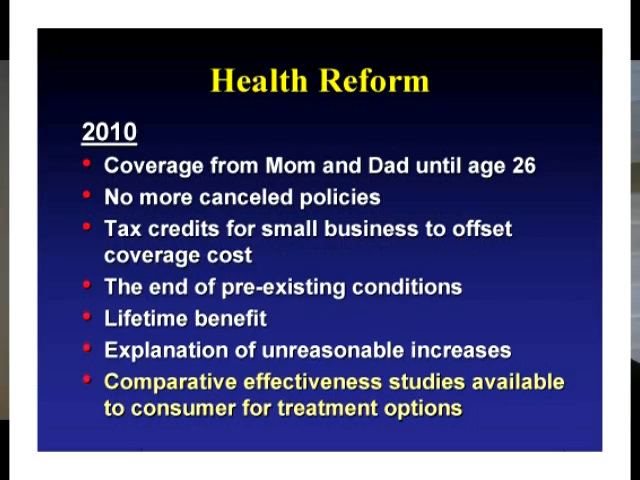 Health Reform
2010
• Coverage from Mom and Dad until age 26
• No more canceled policies
• Tax credits for small business to offset
coverage cost
• The end of pre-existing conditions
• Lifetime benefit
• Explanation of unreasonable increases
• Comparative effectiveness studies available
to consumer for treatment options